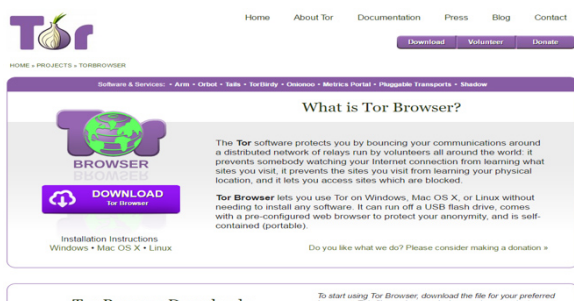 Tor
Home About Tor Documentation Press Blog Contact
Download Volunteer Donate
HOME » PROJECTS » TORBROWSER
Software & Services: • Arm • Orbot • Tails • TorBirdy • Onionoo • Metrics Portal • Pluggable Transports • Shadow
What is Tor Browser?
Tor
BROWSER
DOWNLOAD
Tor Browser
Installation Instructions
Windows • Mac OS X • Linux
The Tor software protects you by bouncing your communications around
a distributed network of relays run by volunteers all around the world: it
prevents somebody watching your Internet connection from learning what
sites you visit, it prevents the sites you visit from learning your physical
location, and it lets you access sites which are blocked.
Tor Browser lets you use Tor on Windows, Mac OS X, or Linux without
needing to install any software. It can run off a USB flash drive, comes
with a pre-configured web browser to protect your anonymity, and is self-
contained (portable).
Do you like what we do? Please consider making a donation »
To start using Tor Browser, download the file for your preferred